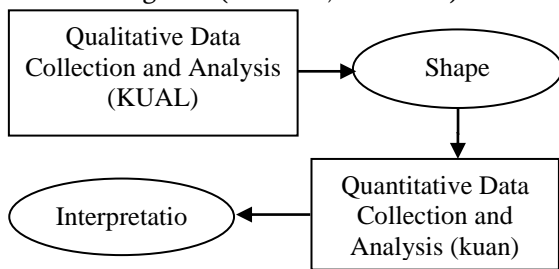 Qualitative Data
Collection and Analysis
(KUAL)
Shape
Quantitative Data
Collection and
Analysis (kuan)
Interpretatio